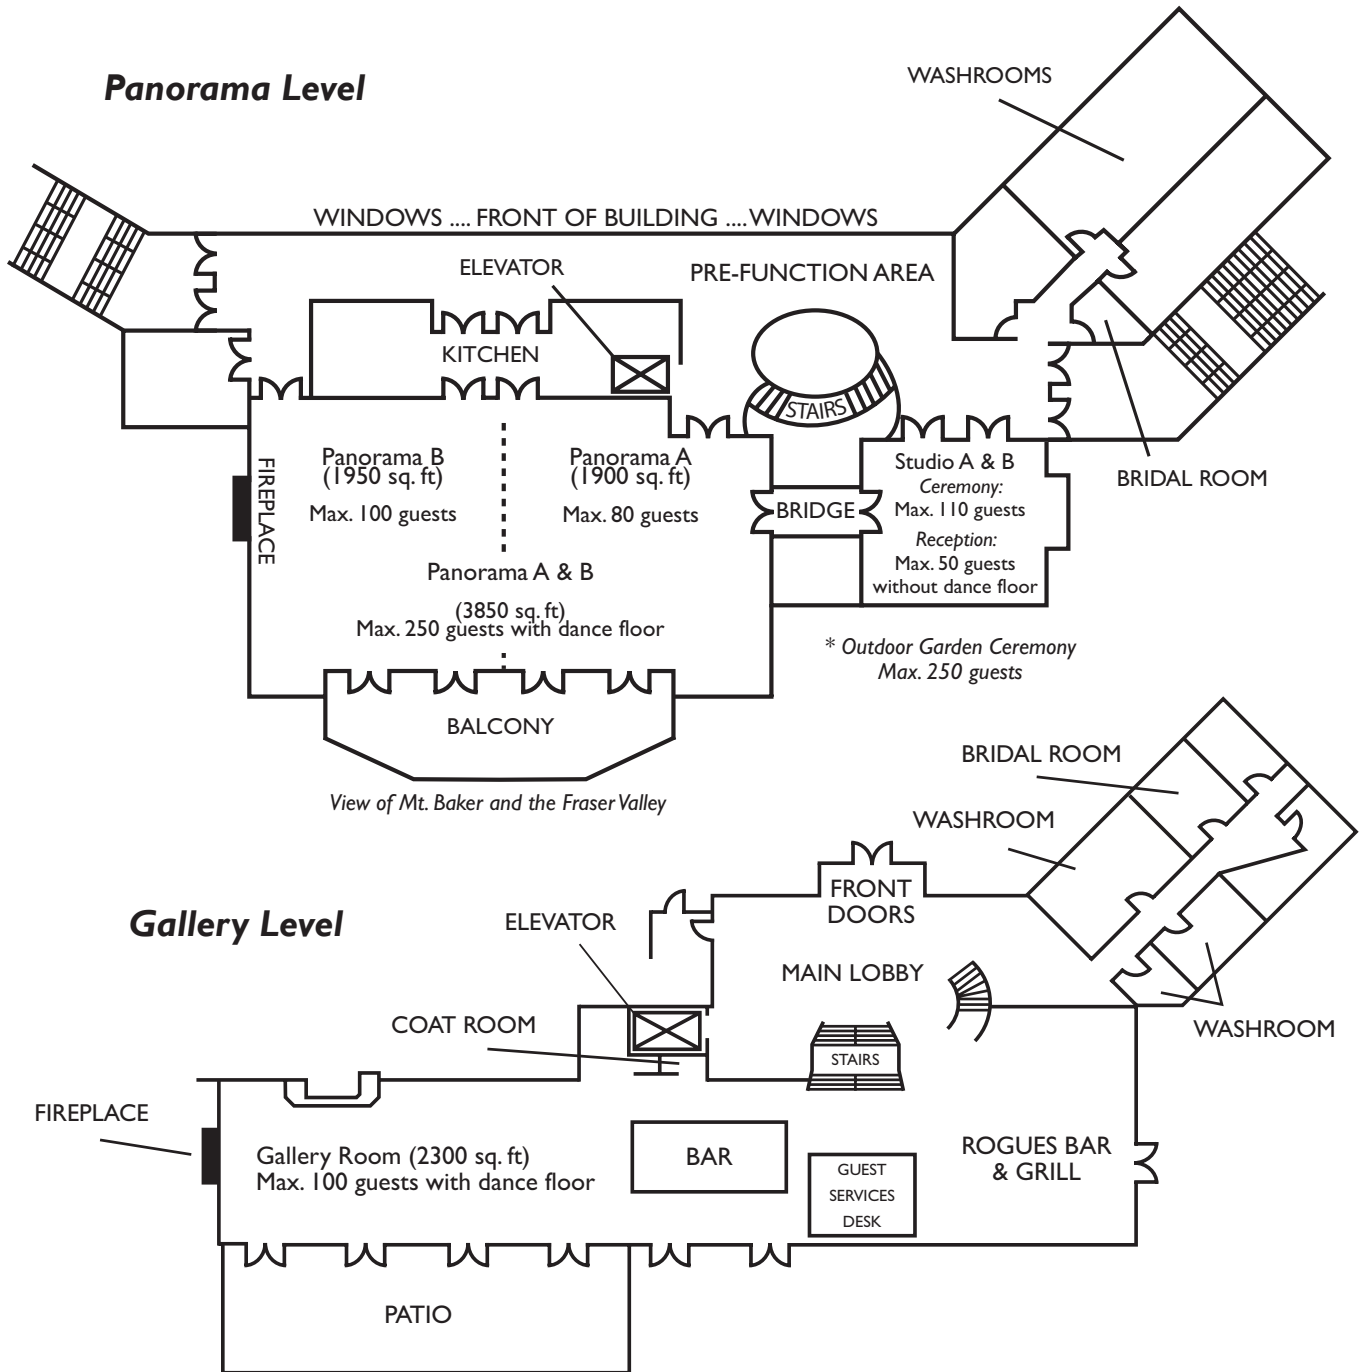 Panorama Level
WASHROOMS
WINDOWS .... FRONT OF BUILDING .... WINDOWS
ELEVATOR
PRE-FUNCTION AREA
KITCHEN
STAIRS
FIREPLACE
Panorama B
(1950 sq. ft)
Max. 100 guests
Panorama A
(1900 sq. ft)
Max. 80 guests
BRIDGE
Studio A & B
Ceremony:
Max. 110 guests
Reception:
Max. 50 guests
without dance floor
BRIDAL ROOM
Panorama A & B
(3850 sq. ft)
Max. 250 guests with dance floor
* Outdoor Garden Ceremony
Max. 250 guests
BALCONY
View of Mt. Baker and the Fraser Valley
BRIDAL ROOM
WASHROOM
FRONT
DOORS
Gallery Level
ELEVATOR
MAIN LOBBY
COAT ROOM
WASHROOM
STAIRS
FIREPLACE
Gallery Room (2300 sq. ft)
Max. 100 guests with dance floor
BAR
GUEST
SERVICES
DESK
ROGUES BAR
& GRILL
PATIO